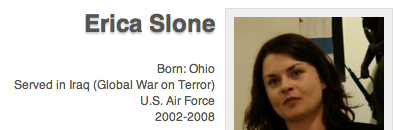 Erica Slone
Born: Ohio
Served in Iraq (Global War on Terror)
U.S. Air Force
2002-2008